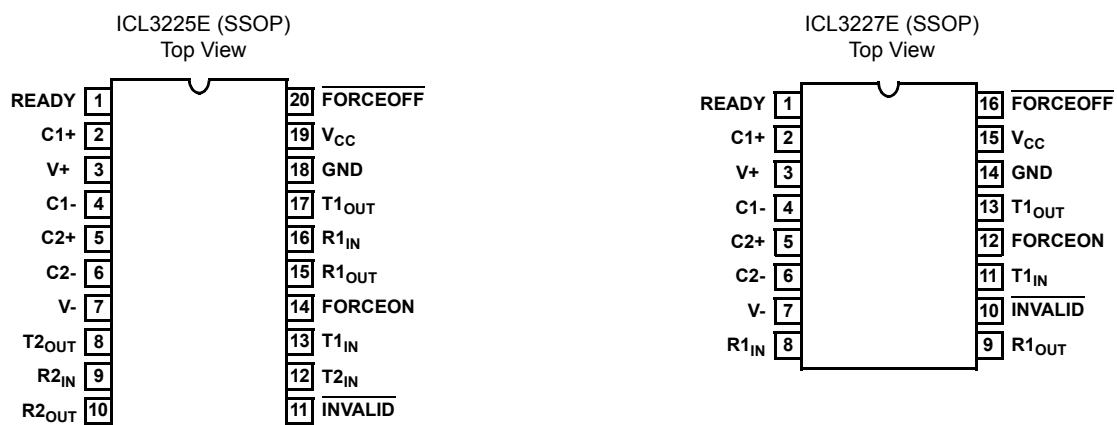 ICL3225E (SSOP)
Top View
READY 1
C1+ 2
V+ 3
C1- 4
C2+ 5
C2- 6
V- 7
T2OUT 8
R2IN 9
R2OUT 10
20 FORCEOFF
19 VCC
18 GND
17 T1OUT
16 R1IN
15 R1OUT
14 FORCEON
13 T1IN
12 T2IN
11 INVALID
ICL3227E (SSOP)
Top View
READY 1
C1+ 2
V+ 3
C1- 4
C2+ 5
C2- 6
V- 7
R1IN 8
16 FORCEOFF
15 VCC
14 GND
13 T1OUT
12 FORCEON
11 T1IN
10 INVALID
9 R1OUT